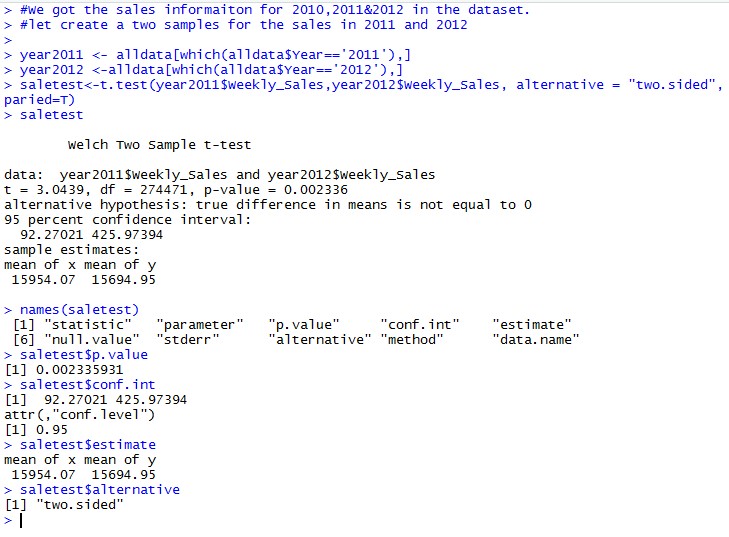 > #we got the sales informaiton for 2010,2011&2012 in the dataset.
> #let create a two samples for the sales in 2011 and 2012
>
> year2011 <- alldata[which(alldata$Year=='2011'),]
> year2012 <-alldata[which(alldata$Year=='2012'),]
> saletest<-t.test(year2011$Weekly_Sales,year2012$Weekly_Sales, alternative = "two.sided",
paried=T)
> saletest
Welch Two Sample t-test
data:  year2011$Weekly_Sales and year2012$Weekly_Sales
t = 3.0439, df = 274471, p-value = 0.002336
alternative hypothesis: true difference in means is not equal to 0
95 percent confidence interval:
92.27021 425.97394
sample estimates:
mean of x mean of y
15954.07  15694.95
> names(saletest)
[1] "statistic"   "parameter"   "p.value"     "conf.int"    "estimate"
[6] "null.value"  "stderr"      "alternative" "method"      "data.name"
> saletest$p.value
[1] 0.002335931
> saletest$conf.int
[1]  92.27021 425.97394
attr(,"conf.level")
[1] 0.95
> saletest$estimate
mean of x mean of y
15954.07  15694.95
> saletest$alternative
[1] "two.sided"
>